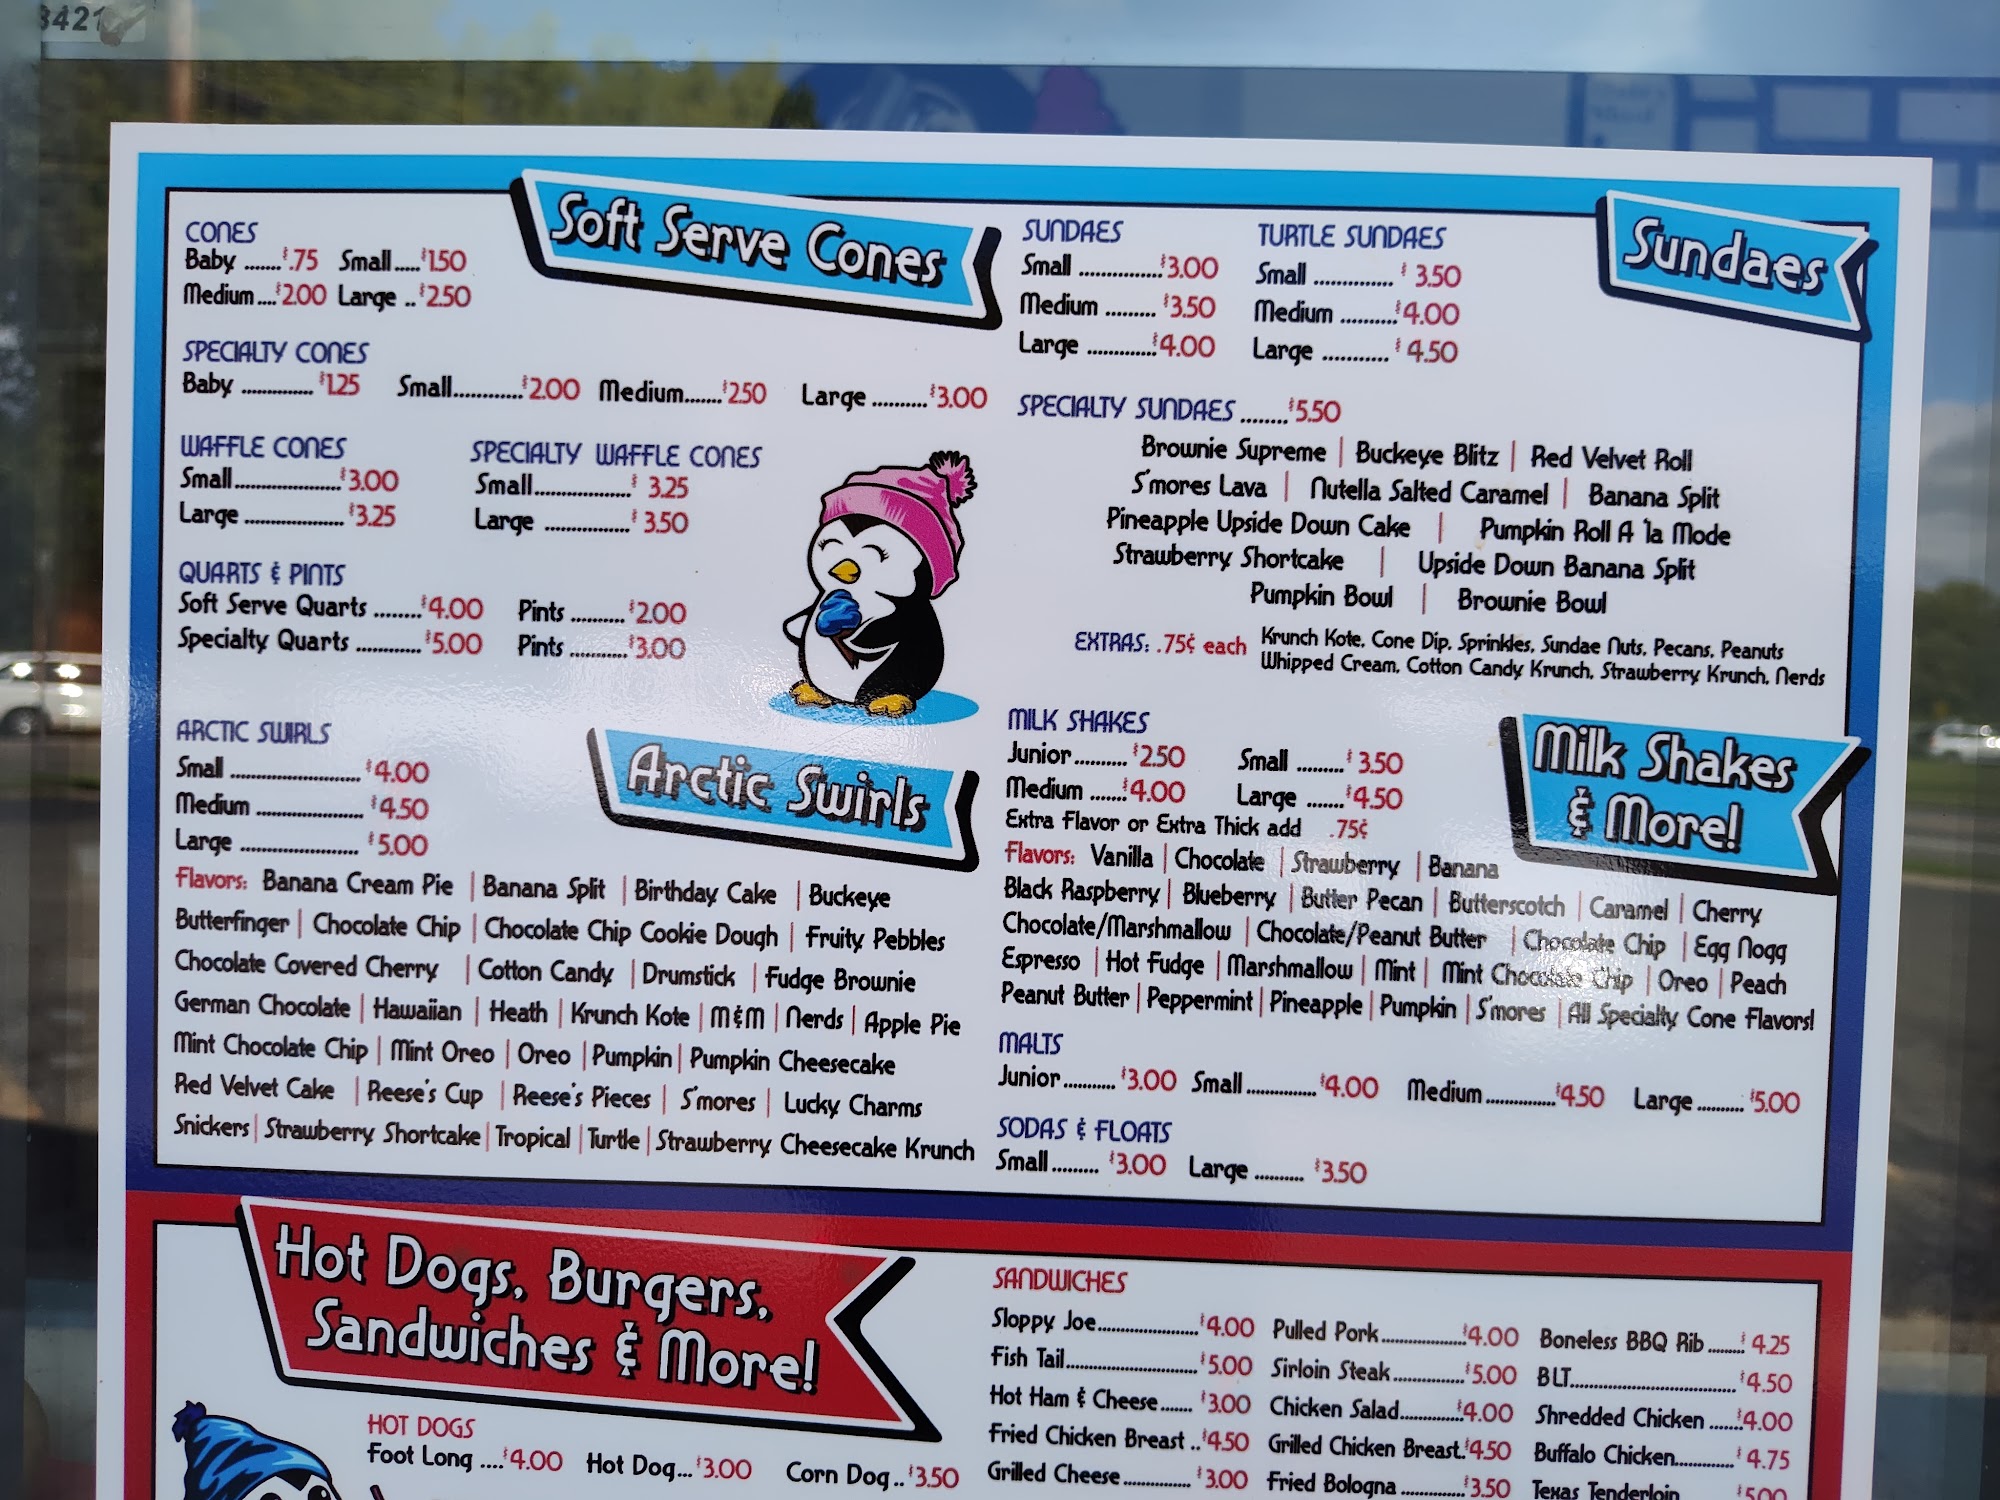 3421
Soft Serve Cones
CONES
Baby .......$.75 Small.....$1.50
Medium....$2.00 Large ..$2.50
SPECIALTY CONES
Baby .............$1.25 Small............$2.00 Medium.......$2.50 Large ..........$3.00
WAFFLE CONES
Small....................$3.00
Large ..................$3.25
SPECIALTY WAFFLE CONES
Small..................$ 3.25
Large ................$ 3.50
QUARTS & PINTS
Soft Serve Quarts ........$4.00 Pints ..........$2.00
Specialty Quarts ............$5.00 Pints ...........$3.00
Arctic Swirls
ARCTIC SWIRLS
Small ........................$4.00
Medium ....................$4.50
Large ......................$5.00
Flavors: Banana Cream Pie | Banana Split | Birthday Cake | Buckeye
Butterfinger | Chocolate Chip | Chocolate Chip Cookie Dough | Fruity Pebbles
Chocolate Covered Cherry | Cotton Candy | Drumstick | Fudge Brownie
German Chocolate | Hawaiian | Heath | Krunch Kote | M&M | Nerds | Apple Pie
Mint Chocolate Chip | Mint Oreo | Oreo | Pumpkin | Pumpkin Cheesecake
Red Velvet Cake | Reese's Cup | Reese's Pieces | S'mores | Lucky Charms
Snickers | Strawberry Shortcake | Tropical | Turtle | Strawberry Cheesecake Krunch
Sundaes
SUNDAES
Small ...............$3.00
Medium .........$3.50
Large .............$4.00
TURTLE SUNDAES
Small ..............$ 3.50
Medium ..........$4.00
Large ............$ 4.50
SPECIALTY SUNDAES ........$5.50
Brownie Supreme | Buckeye Blitz | Red Velvet Roll
S'mores Lava | Nutella Salted Caramel | Banana Split
Pineapple Upside Down Cake | Pumpkin Roll A 'la Mode
Strawberry Shortcake | Upside Down Banana Split
Pumpkin Bowl | Brownie Bowl
EXTRAS: .75¢ each Krunch Kote, Cone Dip, Sprinkles, Sundae Nuts, Pecans, Peanuts
Whipped Cream, Cotton Candy Krunch, Strawberry Krunch, Nerds
Milk Shakes
& More!
MILK SHAKES
Junior..........$2.50 Small .........$ 3.50
Medium .......$4.00 Large .......$4.50
Extra Flavor or Extra Thick add .75¢
Flavors: Vanilla | Chocolate | Strawberry | Banana
Black Raspberry | Blueberry | Butter Pecan | Butterscotch | Caramel | Cherry
Chocolate/Marshmallow | Chocolate/Peanut Butter | Chocolate Chip | Egg Nogg
Espresso | Hot Fudge | Marshmallow | Mint | Mint Chocolate Chip | Oreo | Peach
Peanut Butter | Peppermint | Pineapple | Pumpkin | S'mores | All Specialty Cone Flavors!
MALTS
Junior..........$3.00 Small.............$4.00 Medium.............$4.50 Large.........$5.00
SODAS & FLOATS
Small......... $3.00 Large ..........$3.50
Hot Dogs, Burgers,
Sandwiches & More!
HOT DOGS
Foot Long ....$4.00 Hot Dog...$3.00 Corn Dog..$3.50
SANDWICHES
Sloppy Joe...................$4.00 Pulled Pork................$4.00 Boneless BBQ Rib.......$ 4.25
Fish Tail.........................$5.00 Sirloin Steak.............$5.00 BLT...............................$4.50
Hot Ham & Cheese......$3.00 Chicken Salad............$4.00 Shredded Chicken ......$4.00
Fried Chicken Breast ..$4.50 Grilled Chicken Breast.$4.50 Buffalo Chicken...........$ 4.75
Grilled Cheese.............$3.00 Fried Bologna ............$3.50 Texas Tenderloin $5.00